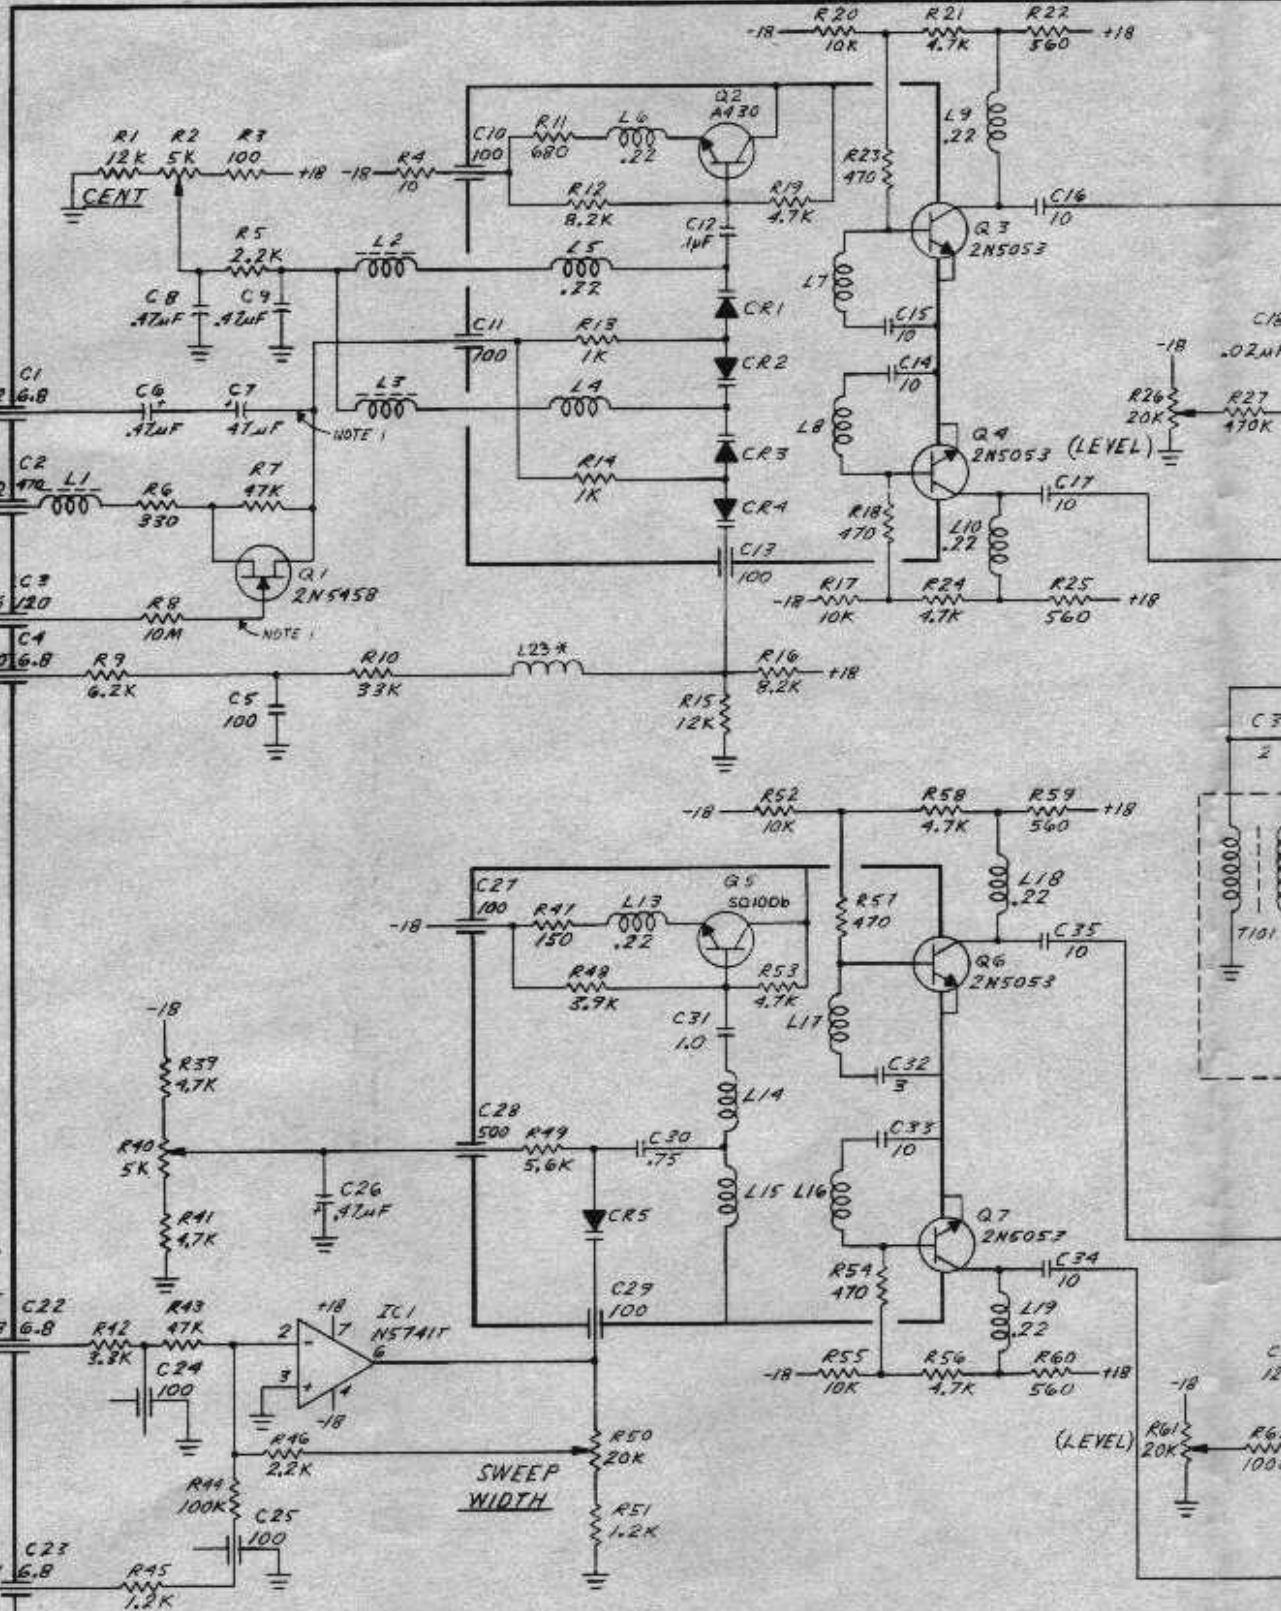 R20
10K
R21
4.7K
R22
560
-18
+18
Q2
A430
C10
100
R11
680
L6
.22
L9
.22
R1
12K
R2
5K
R3
100
+18
-18
R4
10
CENT
R12
8.2K
R19
4.7K
R23
470
C16
10
Q3
2N5053
R5
2.2K
L2
L5
.22
C12
.1µF
L7
C8
.47µF
C9
.47µF
CR1
C15
10
C11
100
R13
1K
C14
10
CR2
-18
.02µ
C1
6.8
C6
.47µF
C7
47µF
NOTE 1
L3
L4
L8
R26
20K
R27
470K
(LEVEL)
Q4
2N5053
C2
470
L1
R6
330
R7
47K
CR3
R14
1K
CR4
C17
10
R18
470
L10
.22
Q1
2N5458
C13
100
C3
120
R8
10M
NOTE 1
-18
R17
10K
R24
4.7K
R25
560
+18
C4
6.8
R9
6.2K
R10
33K
L23*
R16
8.2K
+18
C5
100
R15
12K
C3
2
-18
R52
10K
R58
4.7K
R59
560
+18
C27
100
-18
R47
150
L13
.22
Q5
SQ1006
R57
470
L18
.22
C35
10
T101
R48
3.9K
R53
4.7K
Q6
2N5053
C31
1.0
L17
-18
R39
4.7K
C32
3
L14
R40
5K
C28
500
R49
5.6K
C30
.75
C33
10
C26
.47µF
L15
L16
R41
4.7K
CR5
Q7
2N5053
R54
470
C34
10
C22
6.8
R42
3.3K
R43
47K
+18
7
IC1
N5741T
2
-
6
3
+
4
-18
C29
100
L19
.22
C24
100
-18
R55
10K
R56
4.7K
R60
560
+18
-18
R46
2.2K
R50
20K
SWEEP
WIDTH
(LEVEL)
R61
20K
R44
100K
C25
100
R51
1.2K
C23
6.8
R45
1.2K